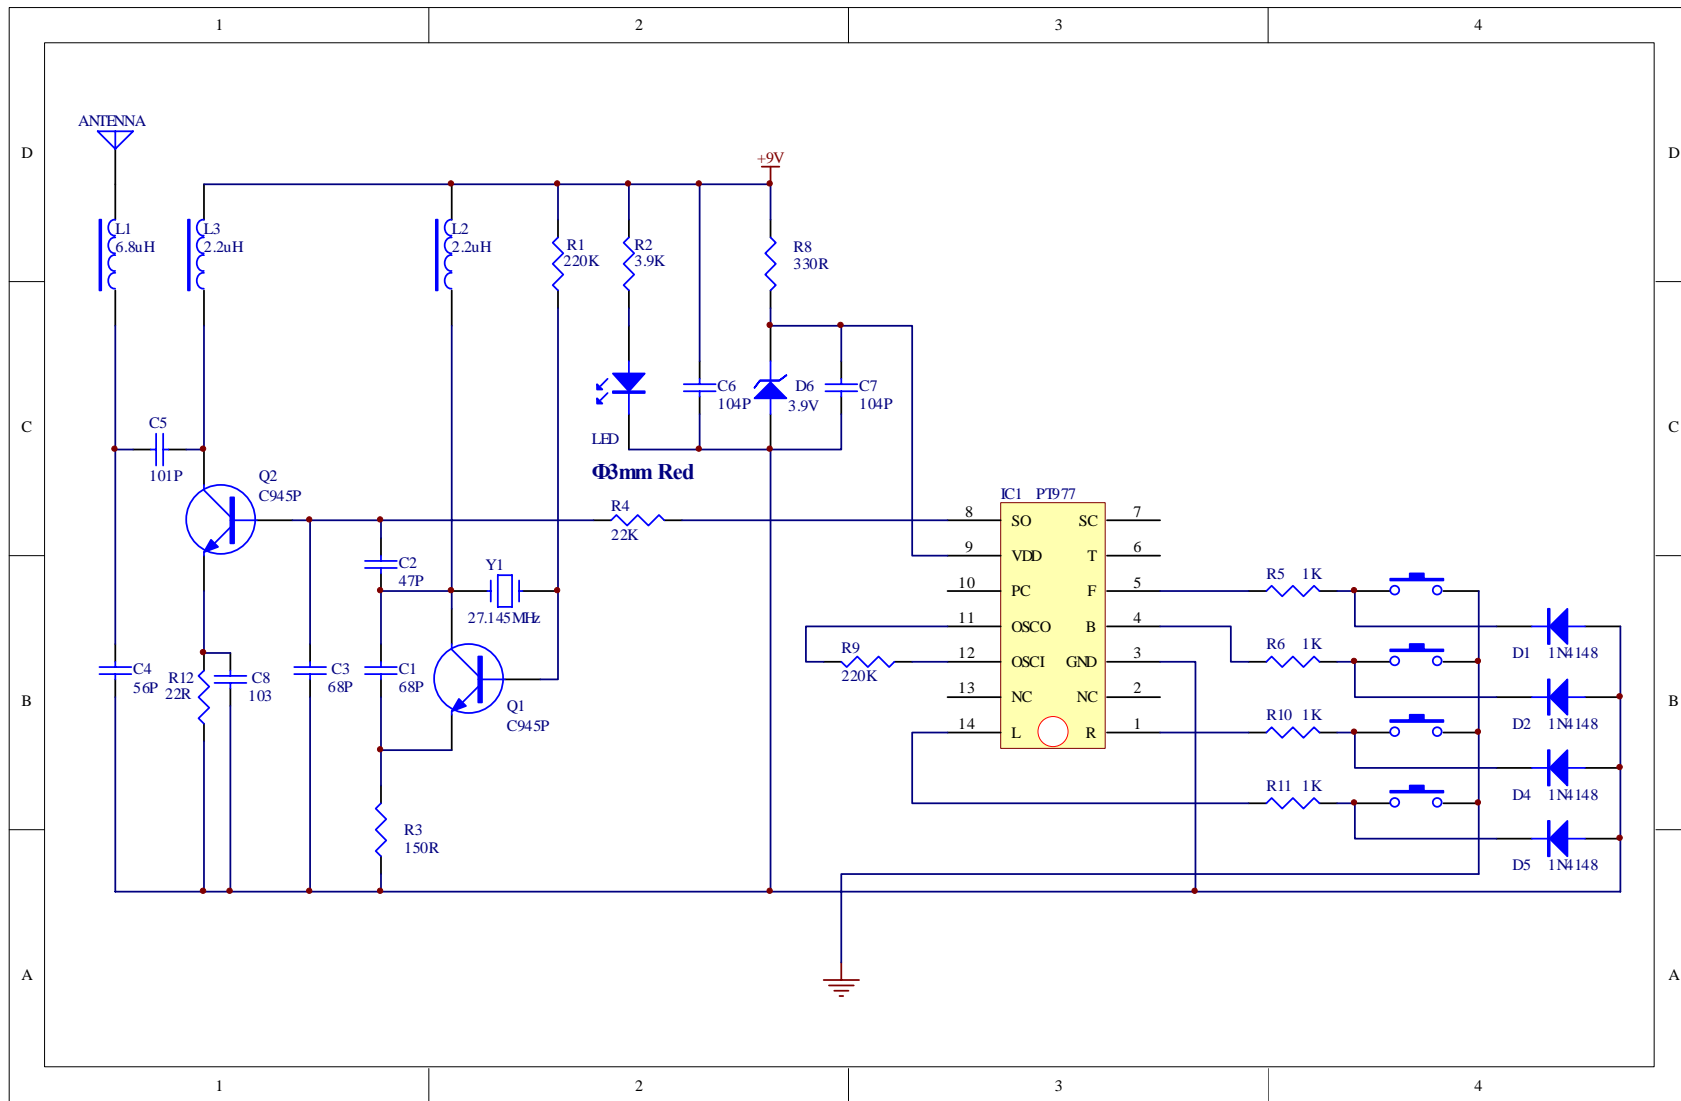 1 2 3 4
D D
ANTENNA
+9V
L1
6.8uH
L3
2.2uH
L2
2.2uH
R1
220K
R2
3.9K
R8
330R
C C
C5
101P
LED
Φ3mm Red
C6
104P
D6
3.9V
C7
104P
Q2
C945P
R4
22K
C2
47P
Y1
27.145MHz
IC1 PT977
8 SO SC 7
9 VDD T 6
10 PC F 5
11 OSCO B 4
12 OSCI GND 3
13 NC NC 2
14 L R 1
R9
220K
R5 1K
D1 1N4148
R6 1K
D2 1N4148
R10 1K
D4 1N4148
R11 1K
D5 1N4148
B B
C4
56P
R12
22R
C8
103
C3
68P
C1
68P
Q1
C945P
R3
150R
A A
1 2 3 4